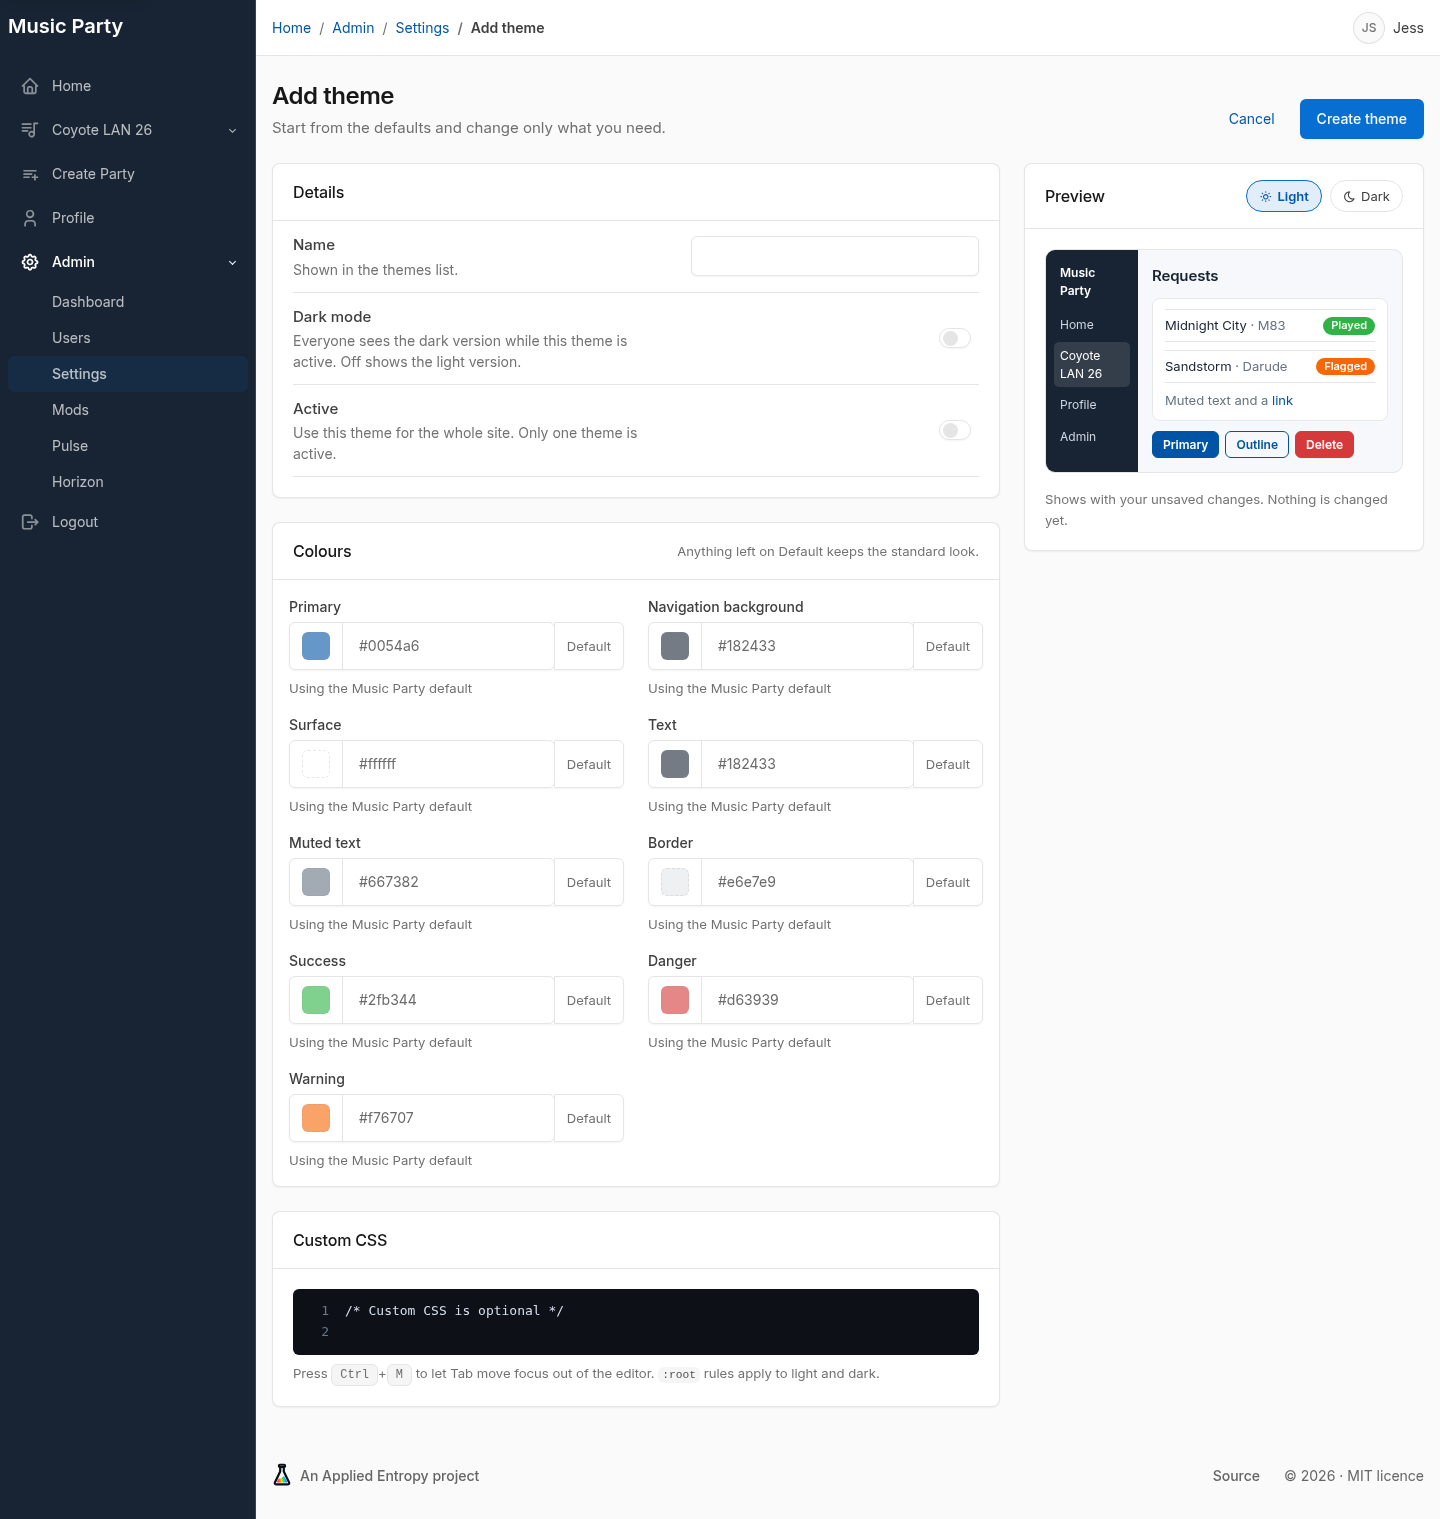 Music Party
Home
Coyote LAN 26
Create Party
Profile
Admin
Dashboard
Users
Settings
Mods
Pulse
Horizon
Logout
Home / Admin / Settings / Add theme
JS Jess
Add theme
Start from the defaults and change only what you need.
Cancel
Create theme
Details
Name
Shown in the themes list.
Dark mode
Everyone sees the dark version while this theme is
active. Off shows the light version.
Active
Use this theme for the whole site. Only one theme is
active.
Colours
Anything left on Default keeps the standard look.
Primary
#0054a6 Default
Using the Music Party default
Navigation background
#182433 Default
Using the Music Party default
Surface
#ffffff Default
Using the Music Party default
Text
#182433 Default
Using the Music Party default
Muted text
#667382 Default
Using the Music Party default
Border
#e6e7e9 Default
Using the Music Party default
Success
#2fb344 Default
Using the Music Party default
Danger
#d63939 Default
Using the Music Party default
Warning
#f76707 Default
Using the Music Party default
Custom CSS
1 /* Custom CSS is optional */
2
Press Ctrl+M to let Tab move focus out of the editor. :root rules apply to light and dark.
Preview
Light
Dark
Music
Party
Home
Coyote
LAN 26
Profile
Admin
Requests
Midnight City · M83 Played
Sandstorm · Darude Flagged
Muted text and a link
Primary
Outline
Delete
Shows with your unsaved changes. Nothing is changed
yet.
An Applied Entropy project
Source
© 2026 · MIT licence